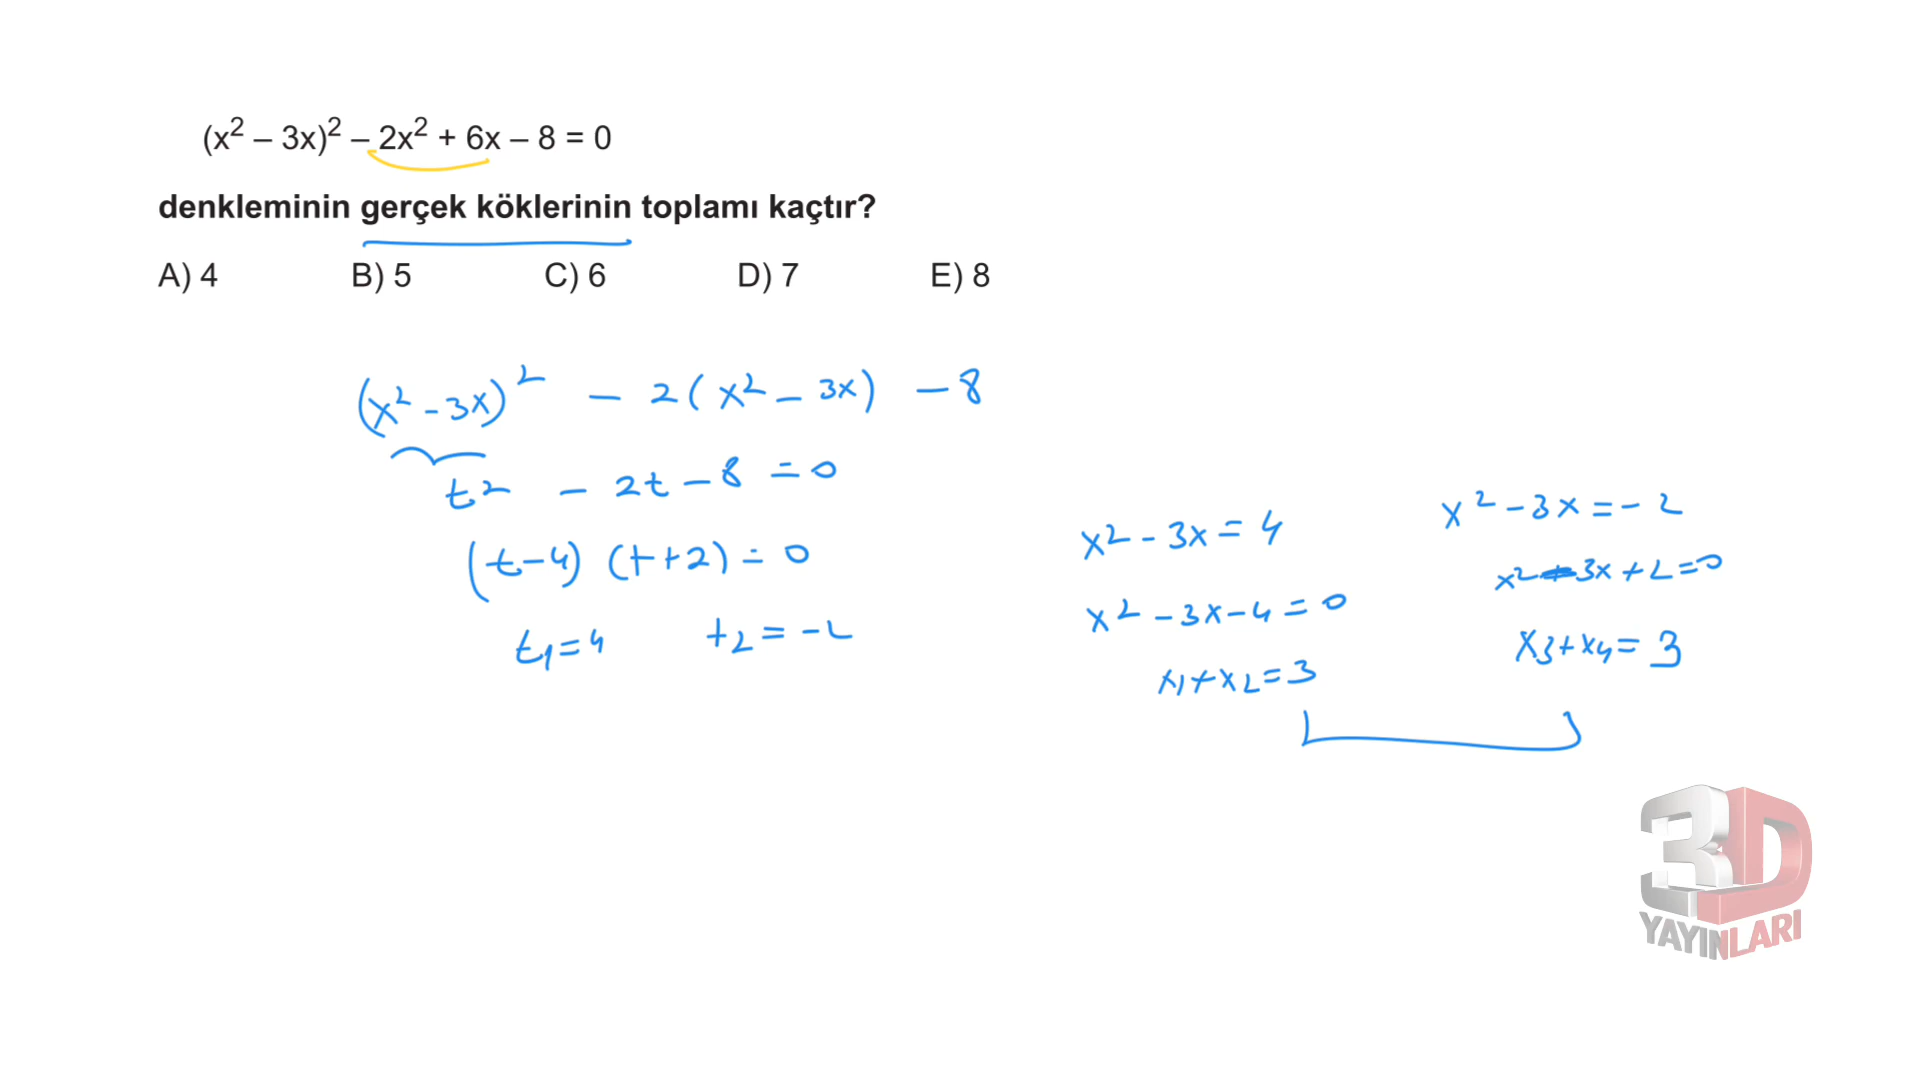 (x² – 3x)² – 2x² + 6x – 8 = 0
denkleminin gerçek köklerinin toplamı kaçtır?
A) 4 B) 5 C) 6 D) 7 E) 8
(x² - 3x)² - 2(x² - 3x) - 8
t² - 2t - 8 = 0
(t-4) (t+2) = 0
t₁ = 4 t₂ = -2
x² - 3x = 4
x² - 3x - 4 = 0
x₁ + x₂ = 3
x² - 3x = -2
x² - 3x + 2 = 0
x₃ + x₄ = 3
3D
YAYINLARI